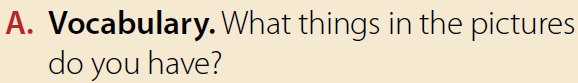 A. Vocabulary. What things in the pictures
do you have?